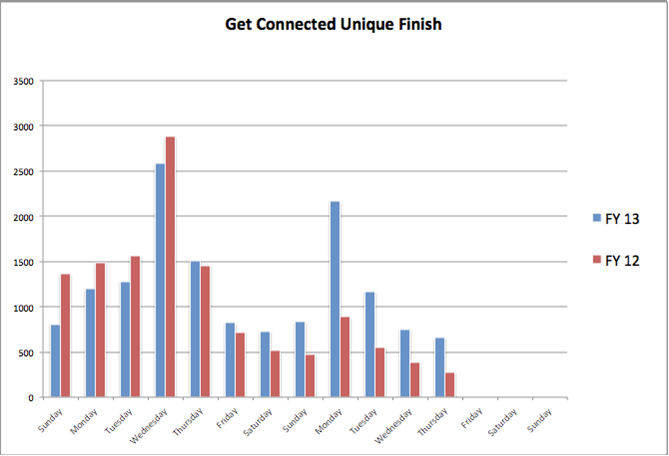 Get Connected Unique Finish
3500
3000
2500
2000
1500
1000
500
0
FY 13
FY 12
Sunday
Monday
Tuesday
Wednesday
Thursday
Friday
Saturday
Sunday
Monday
Tuesday
Wednesday
Thursday
Friday
Saturday
Sunday